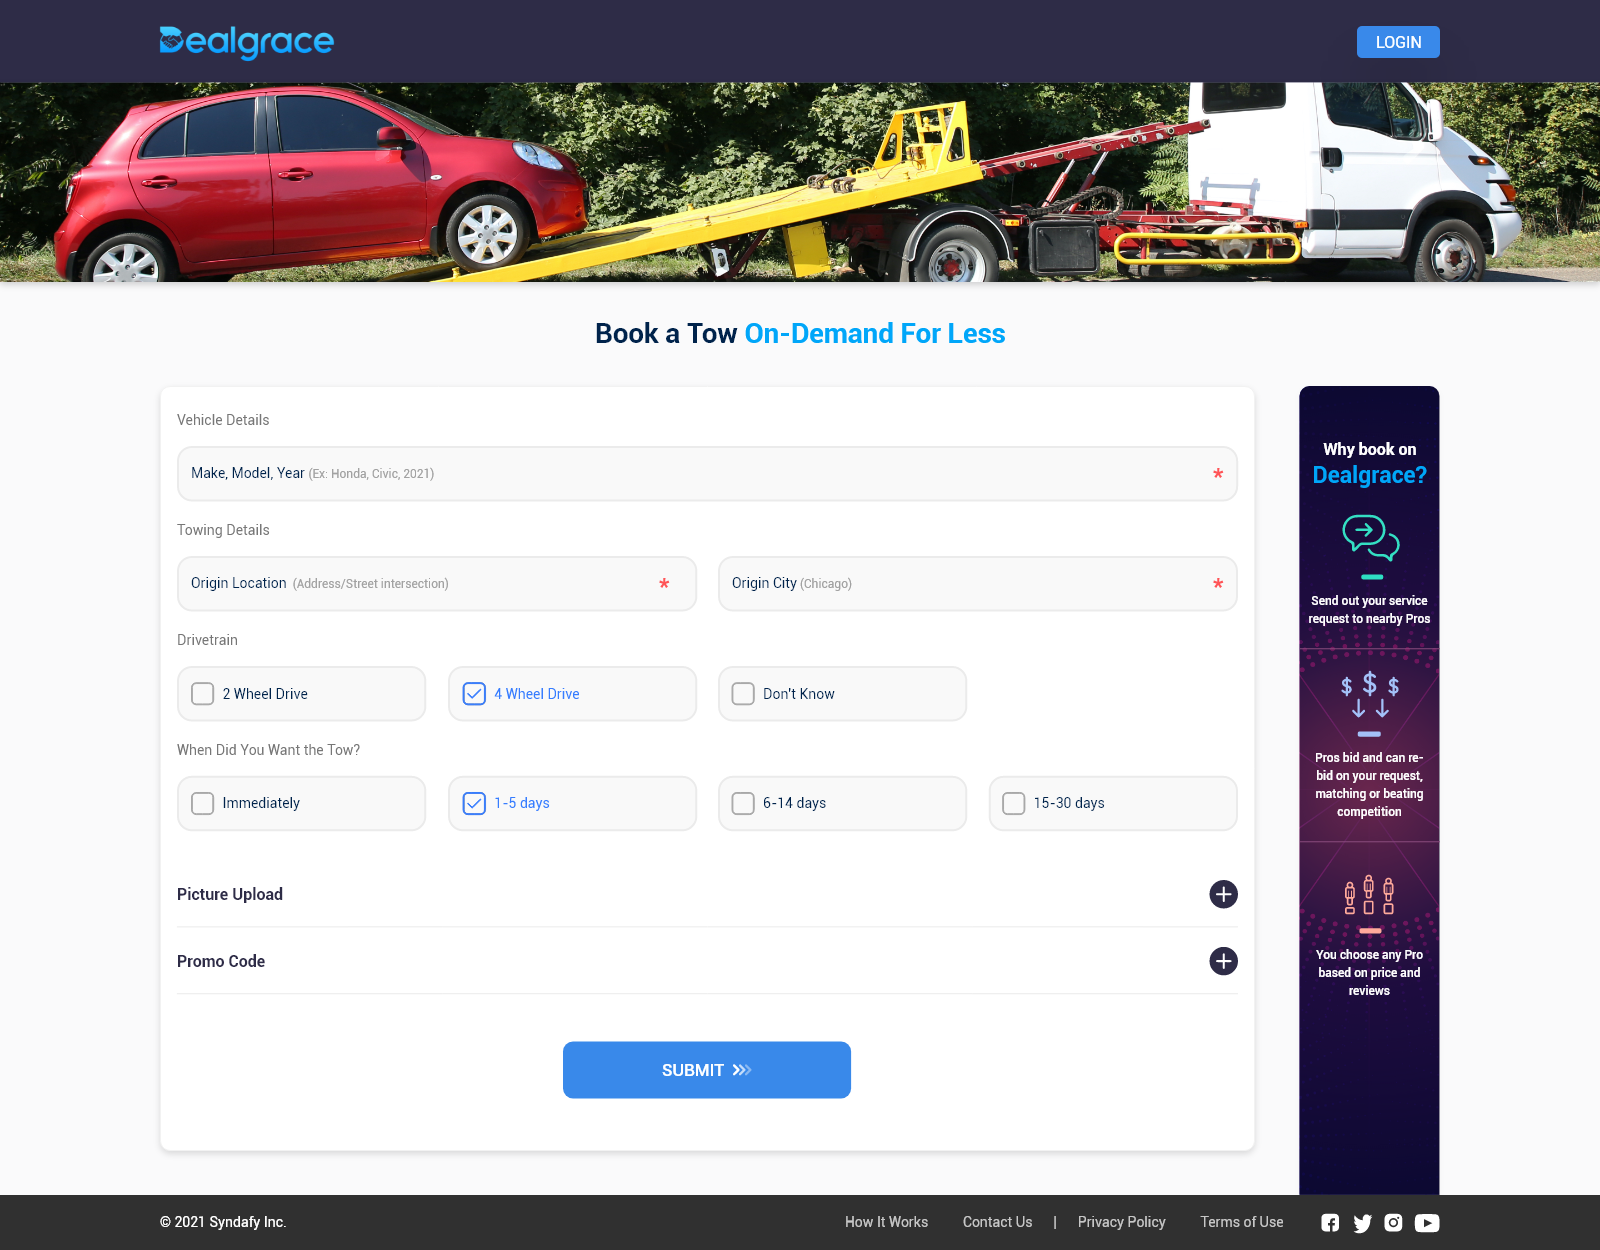 Dealgrace
LOGIN
Book a Tow On-Demand For Less
Vehicle Details
Make, Model, Year (Ex: Honda, Civic, 2021) *
Towing Details
Origin Location (Address/Street intersection) *
Origin City (Chicago) *
Drivetrain
2 Wheel Drive
4 Wheel Drive
Don't Know
When Did You Want the Tow?
Immediately
1-5 days
6-14 days
15-30 days
Picture Upload
Promo Code
SUBMIT
Why book on
Dealgrace?
Send out your service
request to nearby Pros
$ $ $
Pros bid and can re-
bid on your request,
matching or beating
competition
You choose any Pro
based on price and
reviews
© 2021 Syndafy Inc.
How It Works
Contact Us
|
Privacy Policy
Terms of Use